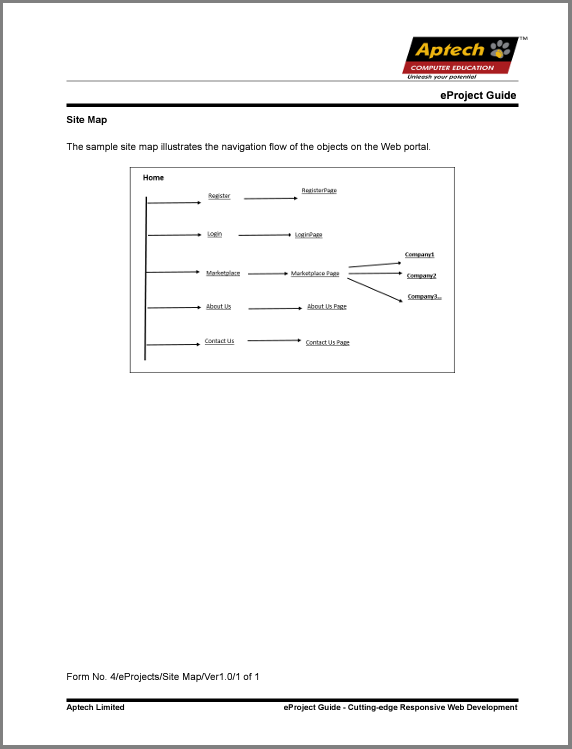 Aptech TM
COMPUTER EDUCATION
Unleash your potential
eProject Guide
Site Map
The sample site map illustrates the navigation flow of the objects on the Web portal.
Home
Register RegisterPage
Login LoginPage
Marketplace Marketplace Page
Company1
Company2
Company3...
About Us About Us Page
Contact Us Contact Us Page
Form No. 4/eProjects/Site Map/Ver1.0/1 of 1
Aptech Limited eProject Guide - Cutting-edge Responsive Web Development